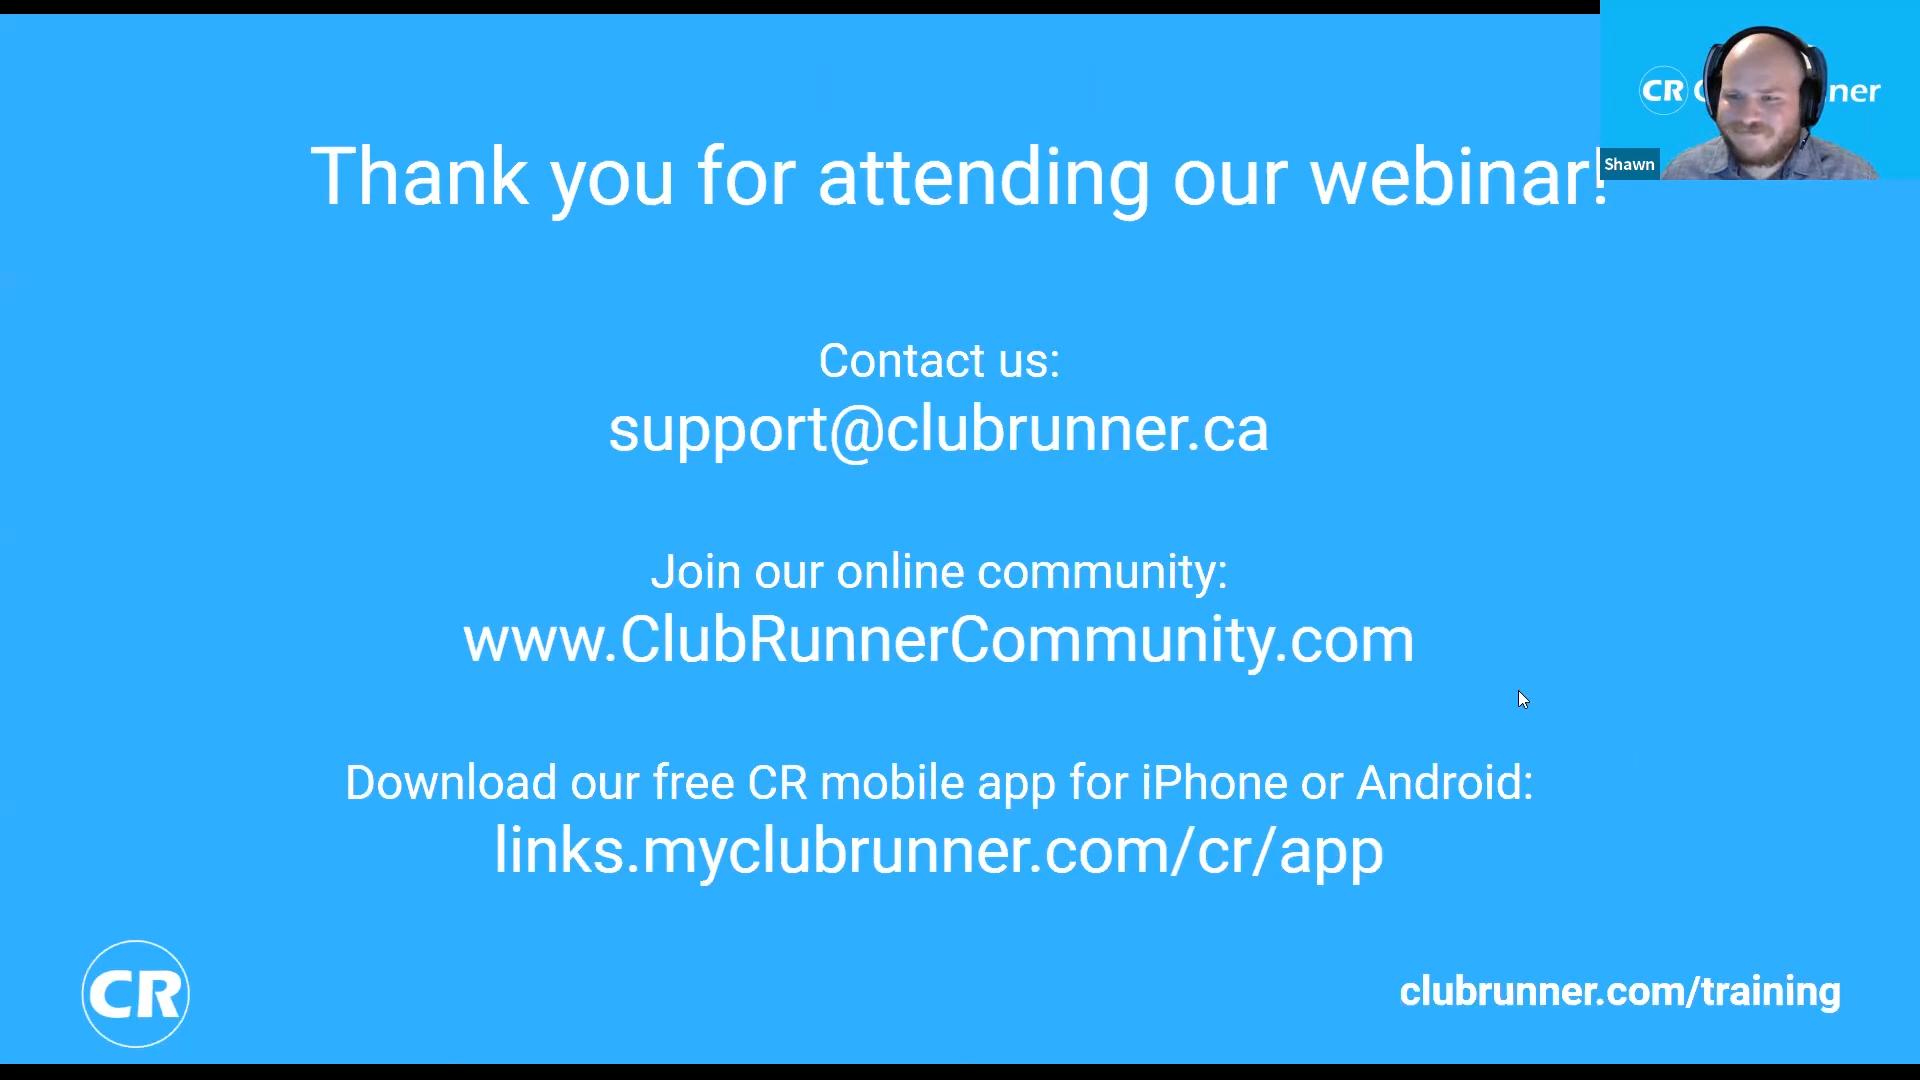 Thank you for attending our webinar!
CR
ner
Shawn
Contact us:
support@clubrunner.ca
Join our online community:
www.ClubRunnerCommunity.com
Download our free CR mobile app for iPhone or Android:
links.myclubrunner.com/cr/app
CR
clubrunner.com/training